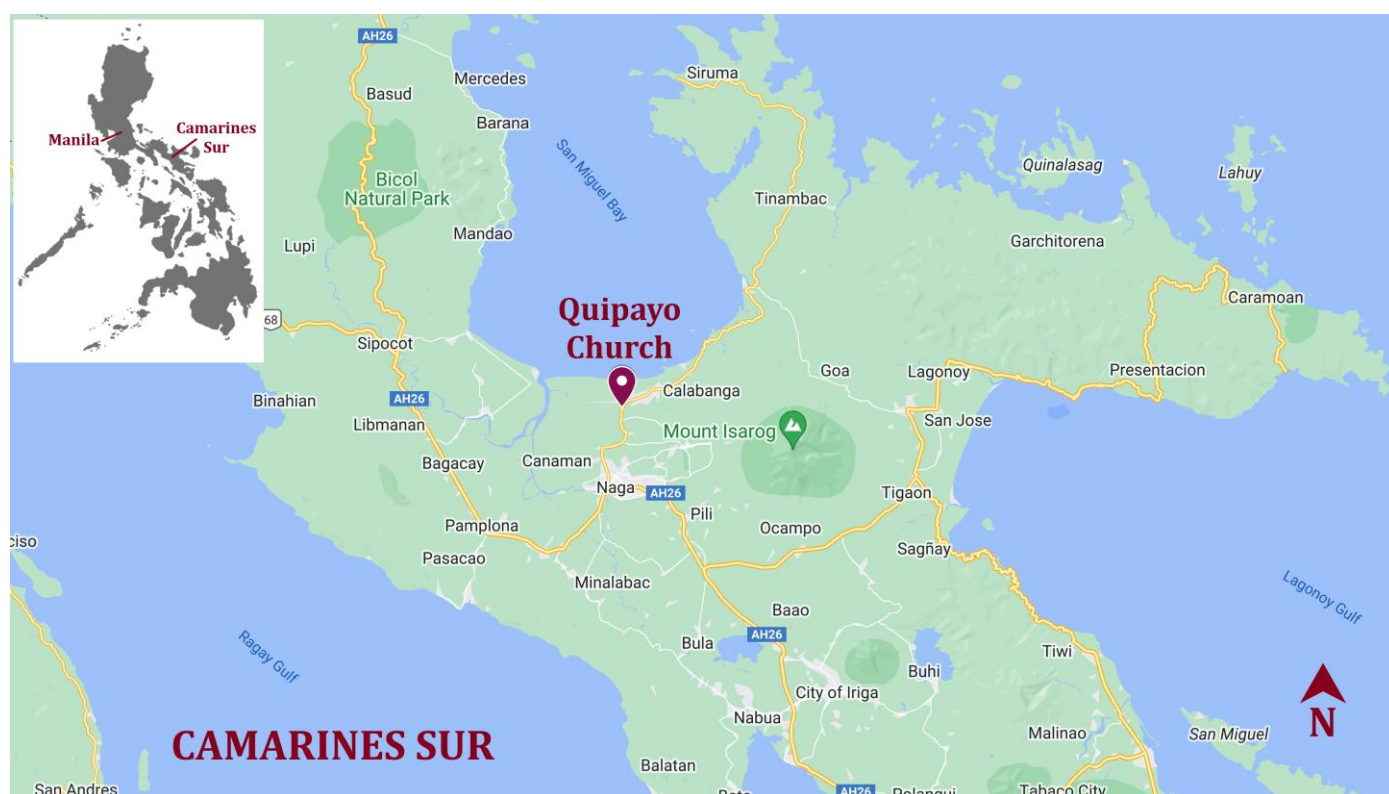 AH26
Siruma
Mercedes
Basud
Manila
Camarines
Sur
Barana
San Miguel Bay
Quinalasag
Lahuy
Bicol
Natural Park
Tinambac
Mandao
Lupi
Garchitorena
Quipayo
Church
Caramoan
68
Sipocot
Goa
Lagonoy
Presentacion
Calabanga
Binahian
AH26
Libmanan
San Jose
Mount Isarog
Bagacay
Canaman
Naga
AH26
Tigaon
Pili
Pamplona
Ocampo
ciso
Pasacao
Sagñay
Minalabac
Lagonoy Gulf
Baao
AH26
Ragay Gulf
Bula
Tiwi
Buhi
City of Iriga
N
Nabua
Malinao
San Miguel
CAMARINES SUR
Balatan
San Andres
AH26
Tabaco City